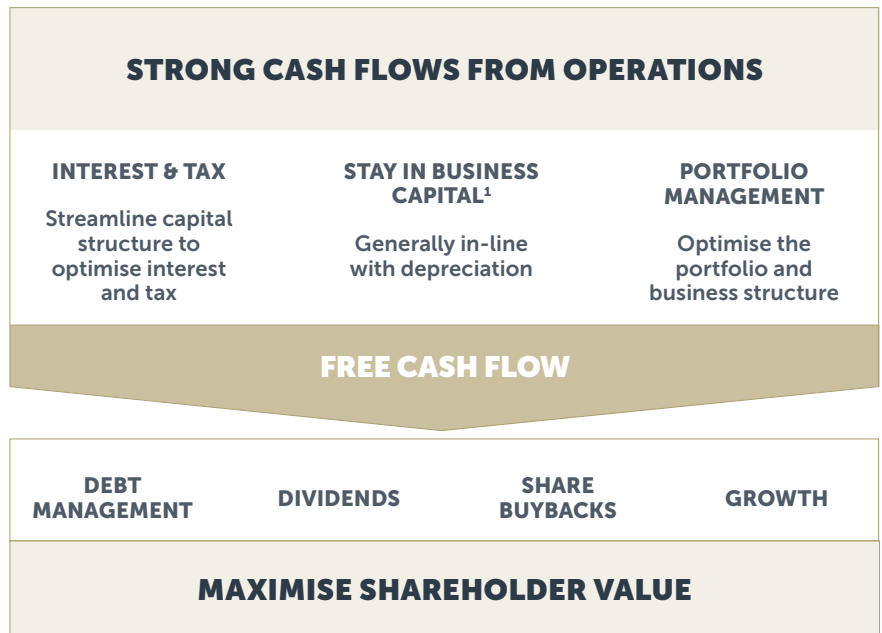 STRONG CASH FLOWS FROM OPERATIONS
INTEREST & TAX
Streamline capital
structure to
optimise interest
and tax
STAY IN BUSINESS
CAPITAL¹
Generally in-line
with depreciation
PORTFOLIO
MANAGEMENT
Optimise the
portfolio and
business structure
FREE CASH FLOW
DEBT
MANAGEMENT
DIVIDENDS
SHARE
BUYBACKS
GROWTH
MAXIMISE SHAREHOLDER VALUE